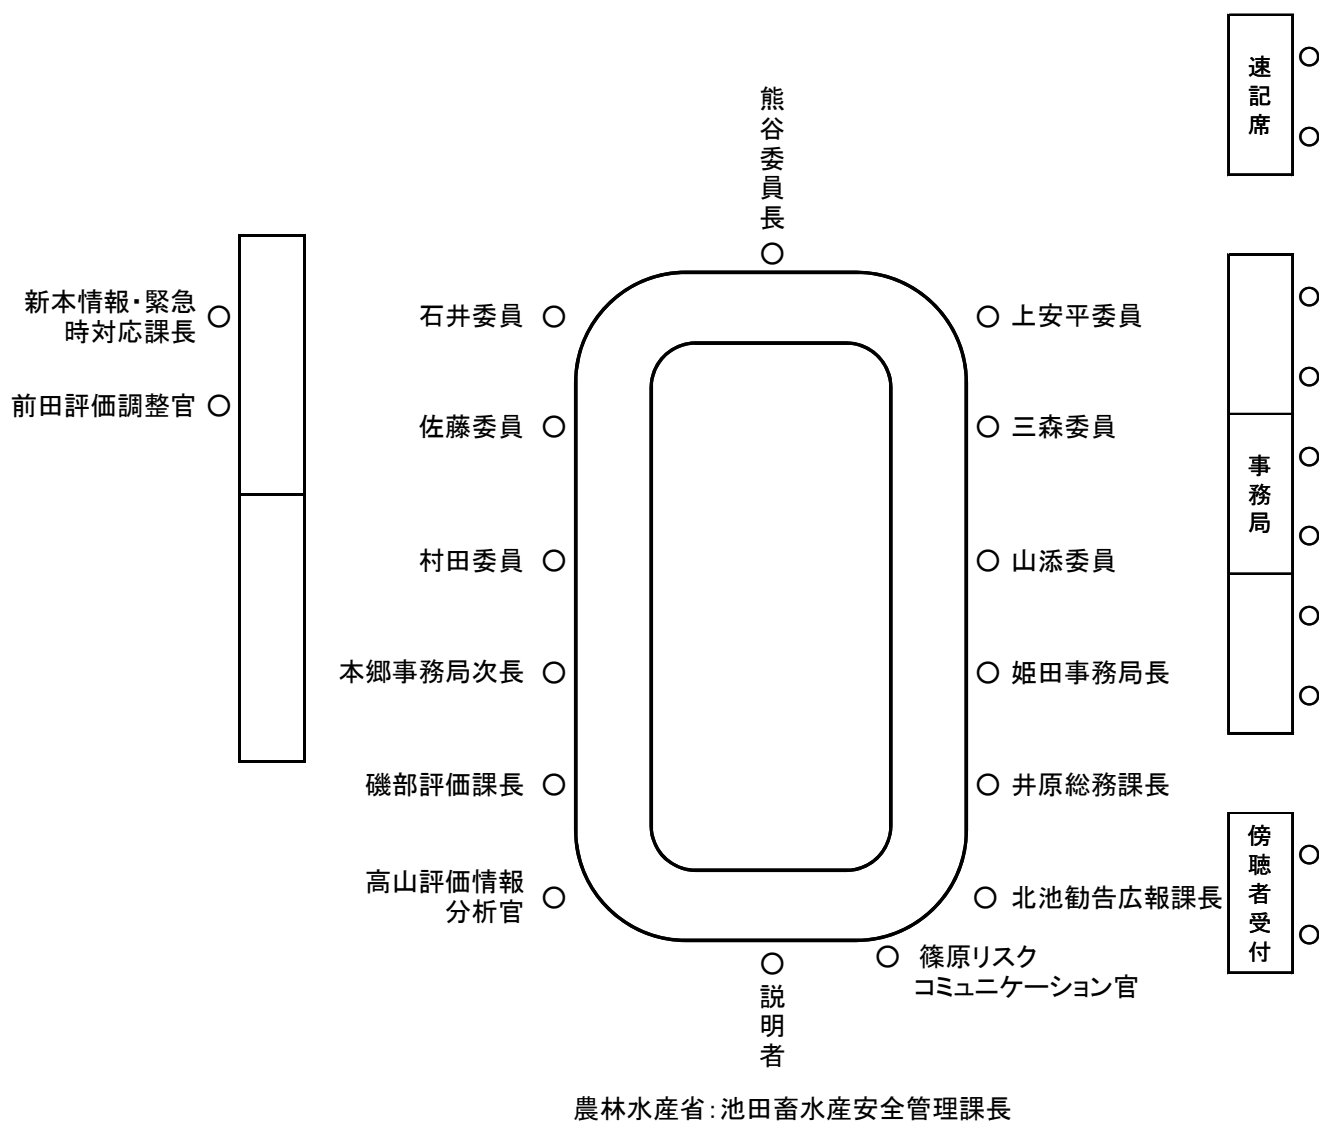 速記席
熊谷委員長
新本情報・緊急
時対応課長
前田評価調整官
石井委員
佐藤委員
村田委員
本郷事務局次長
磯部評価課長
高山評価情報
分析官
上安平委員
三森委員
山添委員
姫田事務局長
井原総務課長
北池勧告広報課長
篠原リスク
コミュニケーション官
事務局
傍聴者受付
説明者
農林水産省：池田畜水産安全管理課長